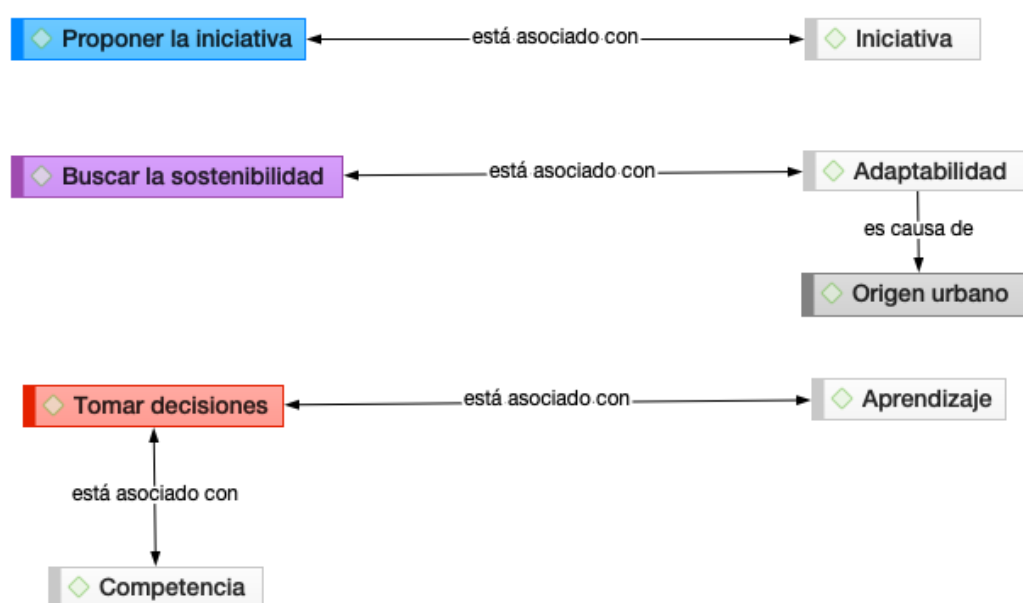 Proponer la iniciativa
está asociado con
Iniciativa
Buscar la sostenibilidad
está asociado con
Adaptabilidad
es causa de
Origen urbano
Tomar decisiones
está asociado con
Aprendizaje
está asociado con
Competencia